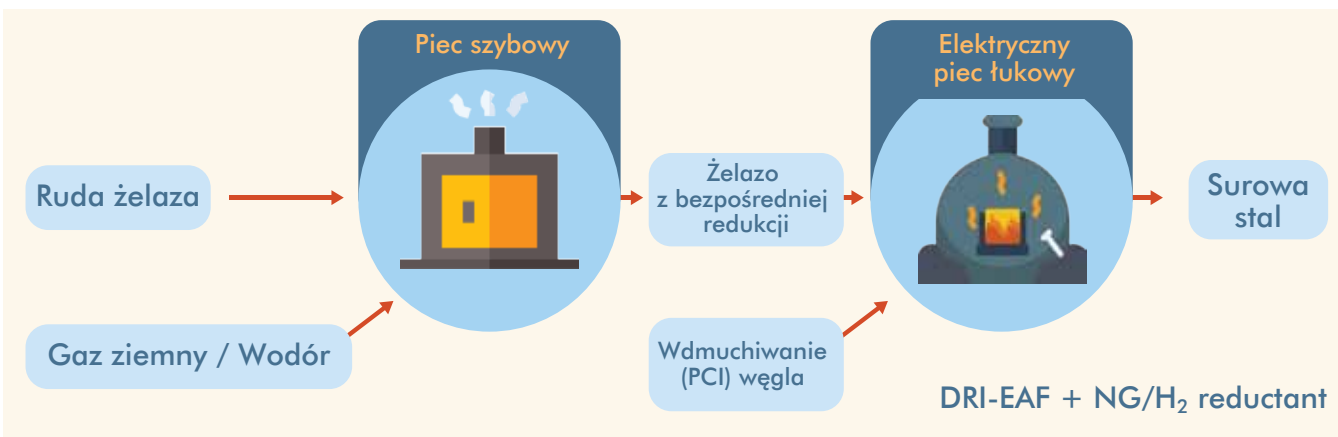 Piec szybowy
Elektryczny
piec łukowy
Ruda żelaza
Żelazo
z bezpośredniej
redukcji
Surowa
stal
Gaz ziemny / Wodór
Wdmuchiwanie
(PCI) węgla
DRI-EAF + NG/H₂ reductant